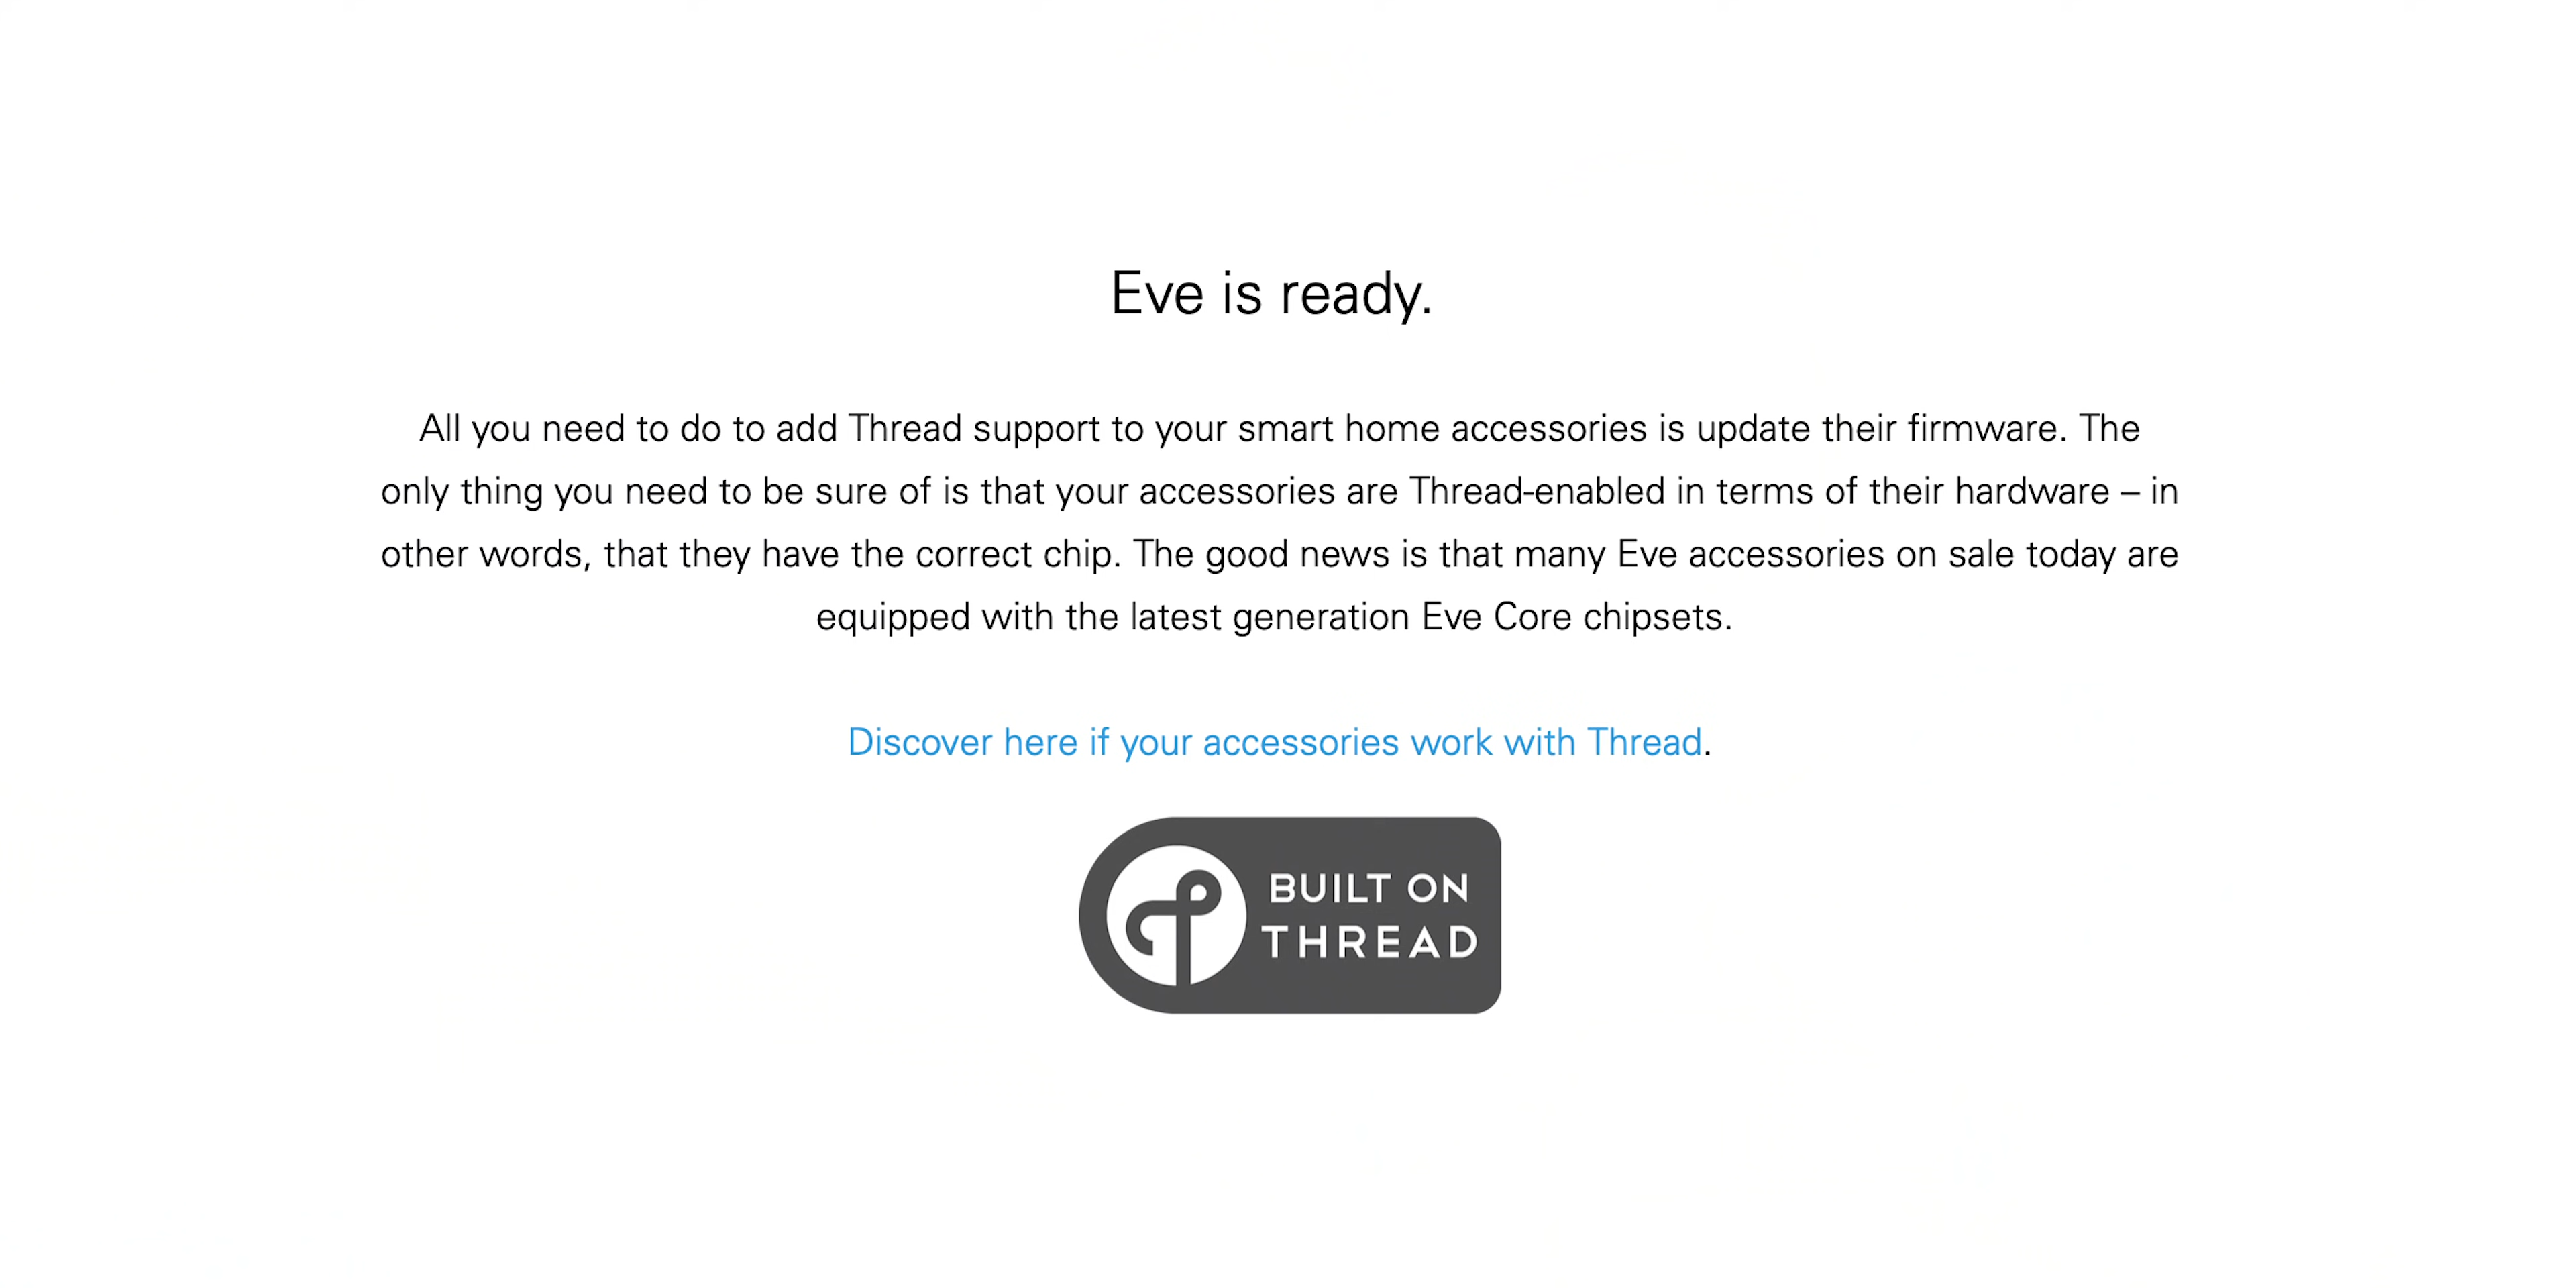 Eve is ready.
All you need to do to add Thread support to your smart home accessories is update their firmware. The
only thing you need to be sure of is that your accessories are Thread-enabled in terms of their hardware – in
other words, that they have the correct chip. The good news is that many Eve accessories on sale today are
equipped with the latest generation Eve Core chipsets.
Discover here if your accessories work with Thread.
BUILT ON
THREAD